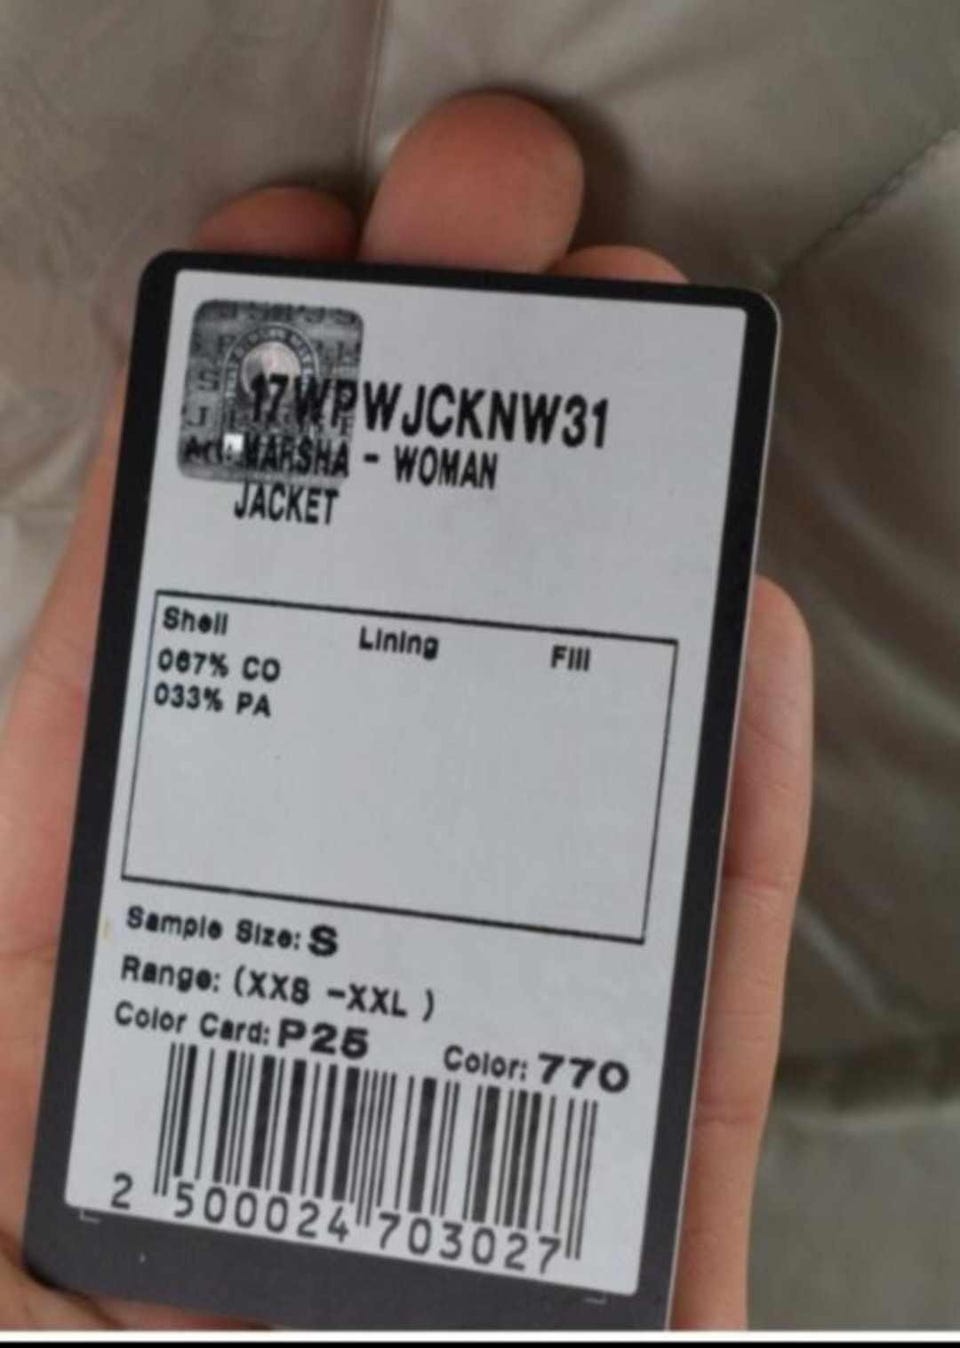 17WPWJCKNW31
Art: MARSHA - WOMAN
JACKET
Shell Lining Fill
067% CO
033% PA
Sample Size: S
Range: (XXS -XXL )
Color Card: P25 Color: 770
2 500024 703027